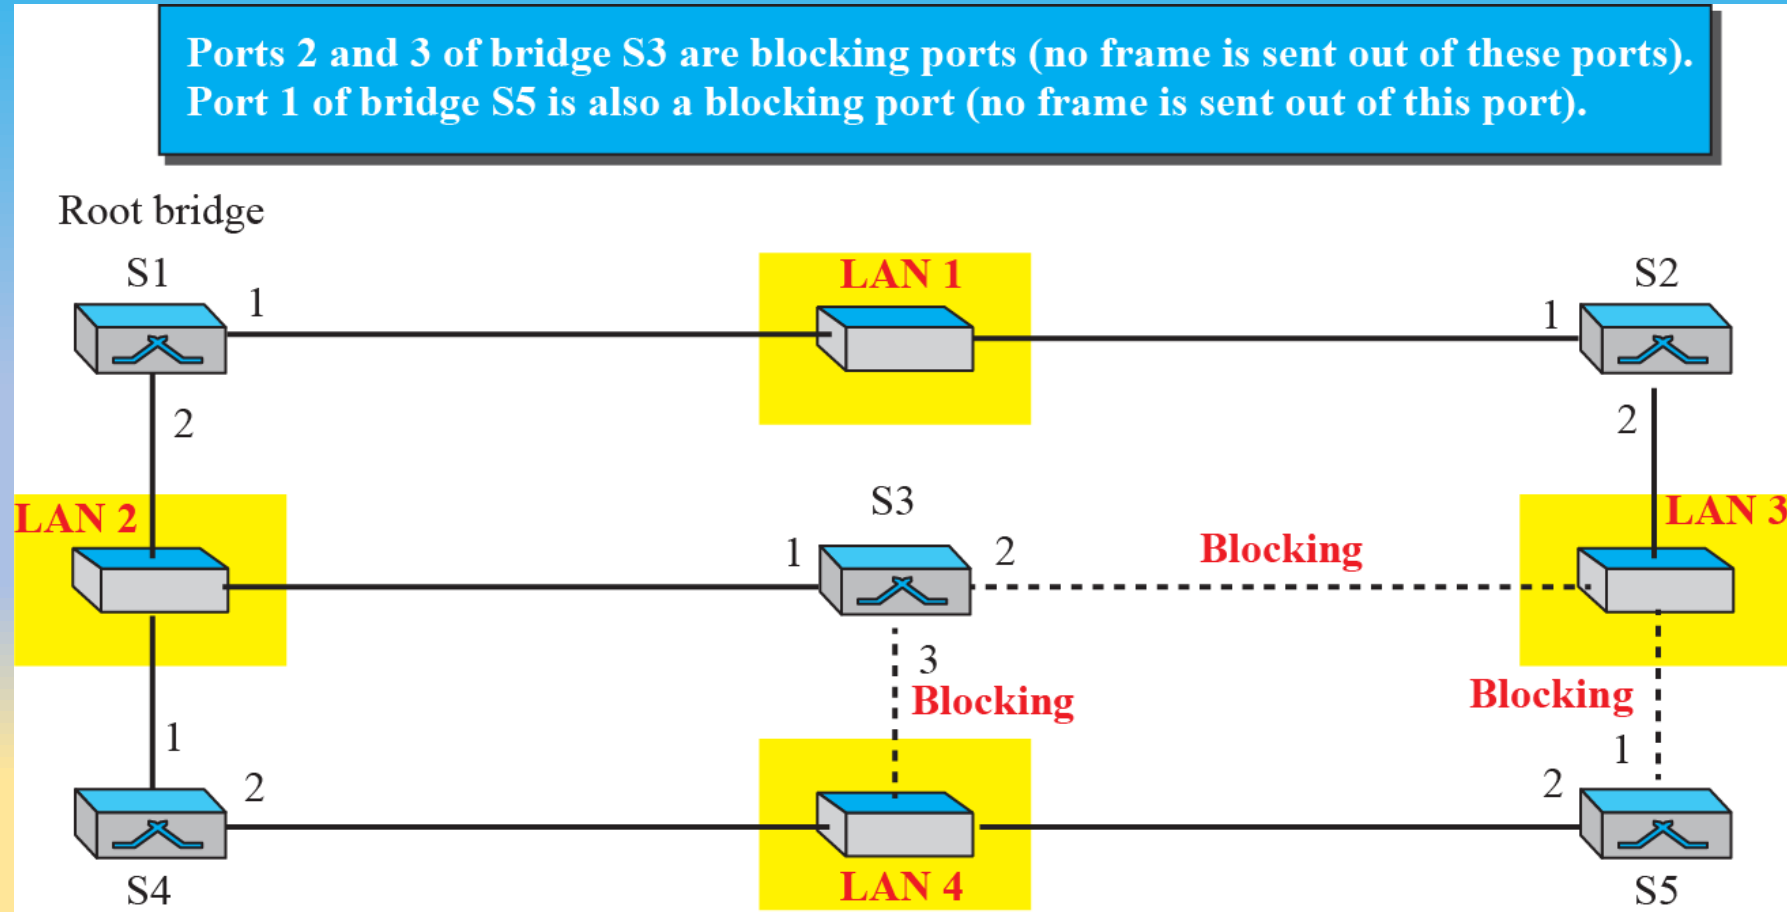 Ports 2 and 3 of bridge S3 are blocking ports (no frame is sent out of these ports).
Port 1 of bridge S5 is also a blocking port (no frame is sent out of this port).
Root bridge
S1
LAN 1
S2
1
1
2
2
LAN 2
S3
LAN 3
1
2
Blocking
3
Blocking
Blocking
1
1
2
2
S4
LAN 4
S5